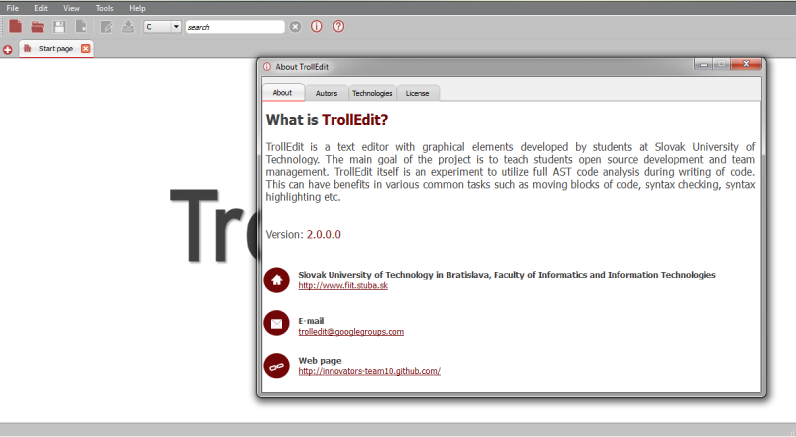 File Edit View Tools Help
C search
Start page
Tro
About TrollEdit
About Autors Technologies License
What is TrollEdit?
TrollEdit is a text editor with graphical elements developed by students at Slovak University of
Technology. The main goal of the project is to teach students open source development and team
management. TrollEdit itself is an experiment to utilize full AST code analysis during writing of code.
This can have benefits in various common tasks such as moving blocks of code, syntax checking, syntax
highlighting etc.
Version: 2.0.0.0
Slovak University of Technology in Bratislava, Faculty of Informatics and Information Technologies
http://www.fiit.stuba.sk
E-mail
trolledit@googlegroups.com
Web page
http://innovators-team10.github.com/